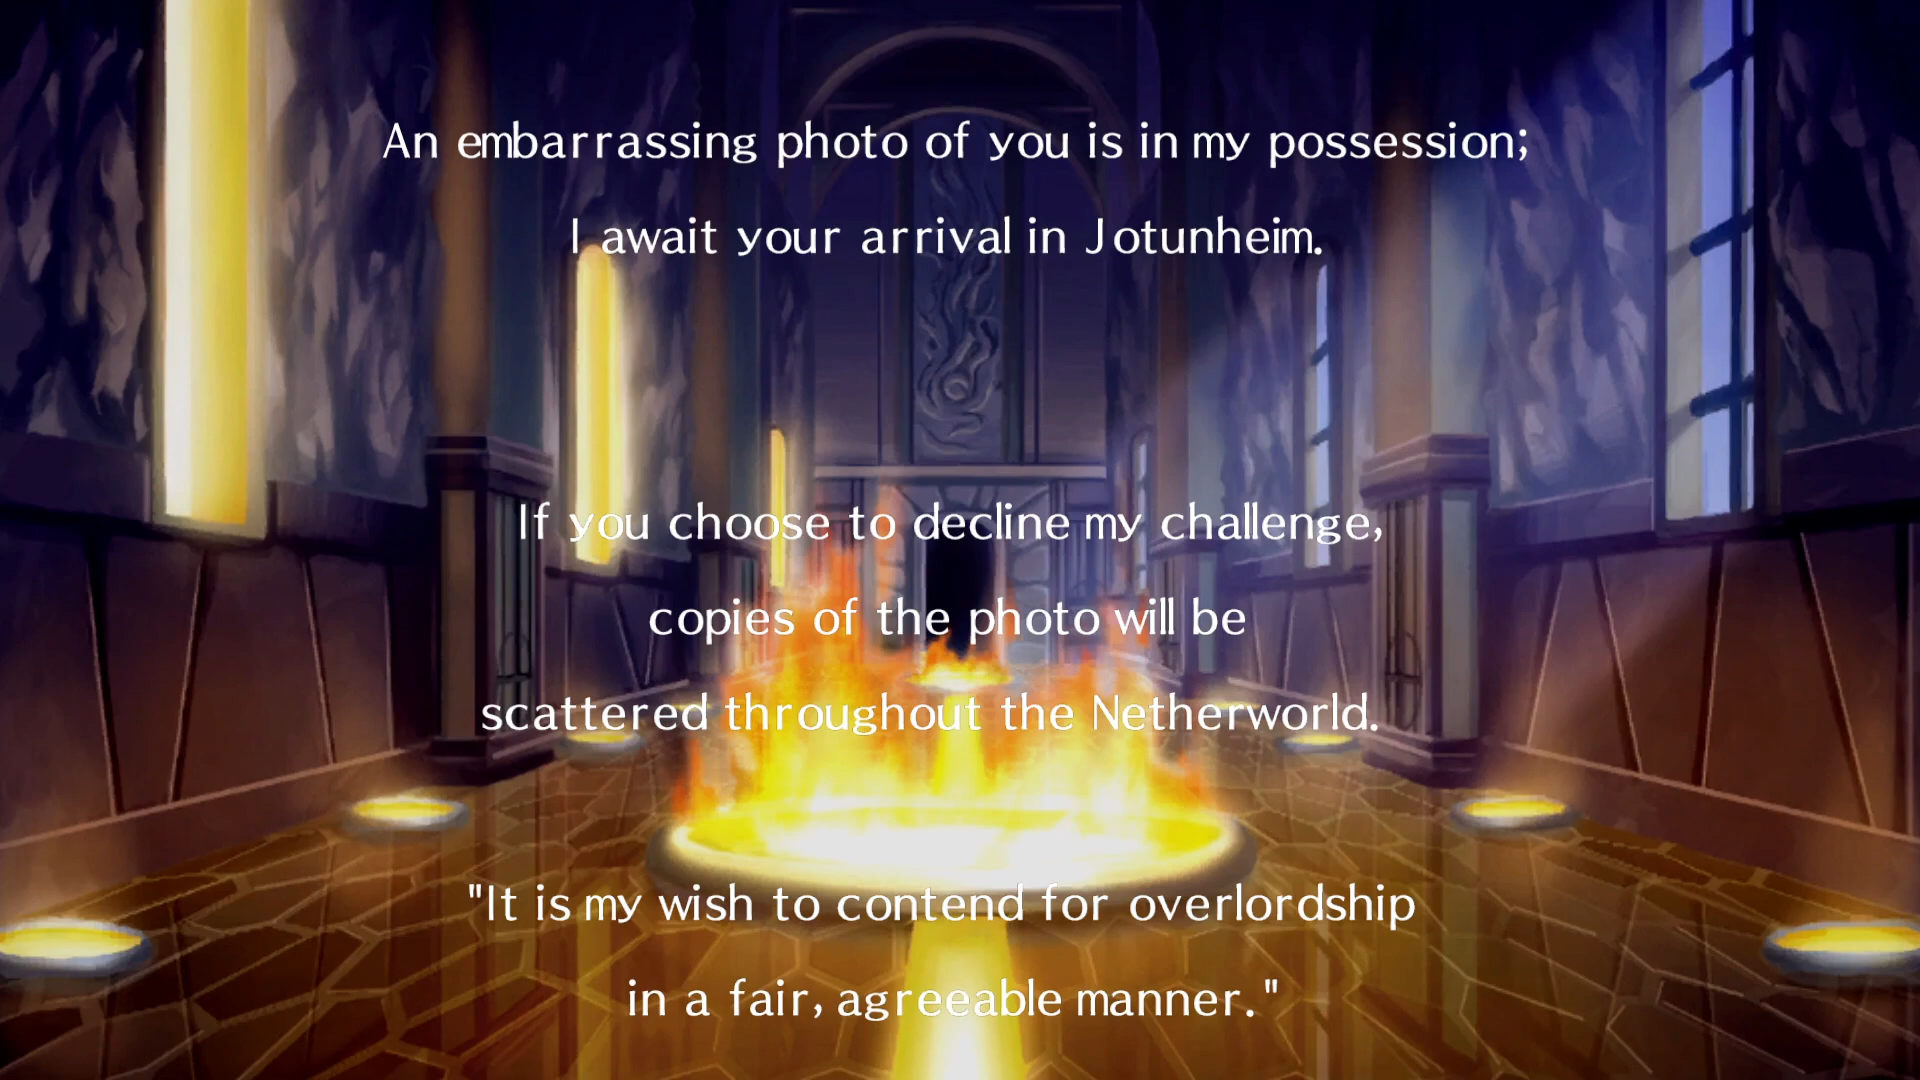 An embarrassing photo of you is in my possession;
I await your arrival in Jotunheim.
If you choose to decline my challenge,
copies of the photo will be
scattered throughout the Netherworld.
"It is my wish to contend for overlordship
in a fair, agreeable manner."